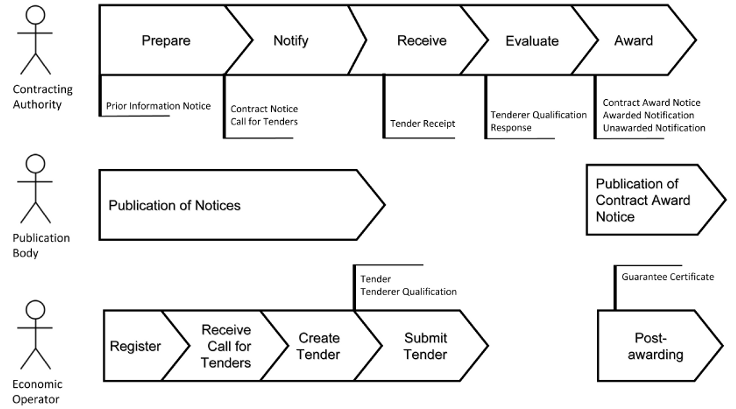 Prepare
Notify
Receive
Evaluate
Award
Contracting
Authority
Prior Information Notice
Contract Notice
Call for Tenders
Tender Receipt
Tenderer Qualification
Response
Contract Award Notice
Awarded Notification
Unawarded Notification
Publication of Notices
Publication of
Contract Award
Notice
Publication
Body
Tender
Tenderer Qualification
Guarantee Certificate
Register
Receive
Call for
Tenders
Create
Tender
Submit
Tender
Post-
awarding
Economic
Operator